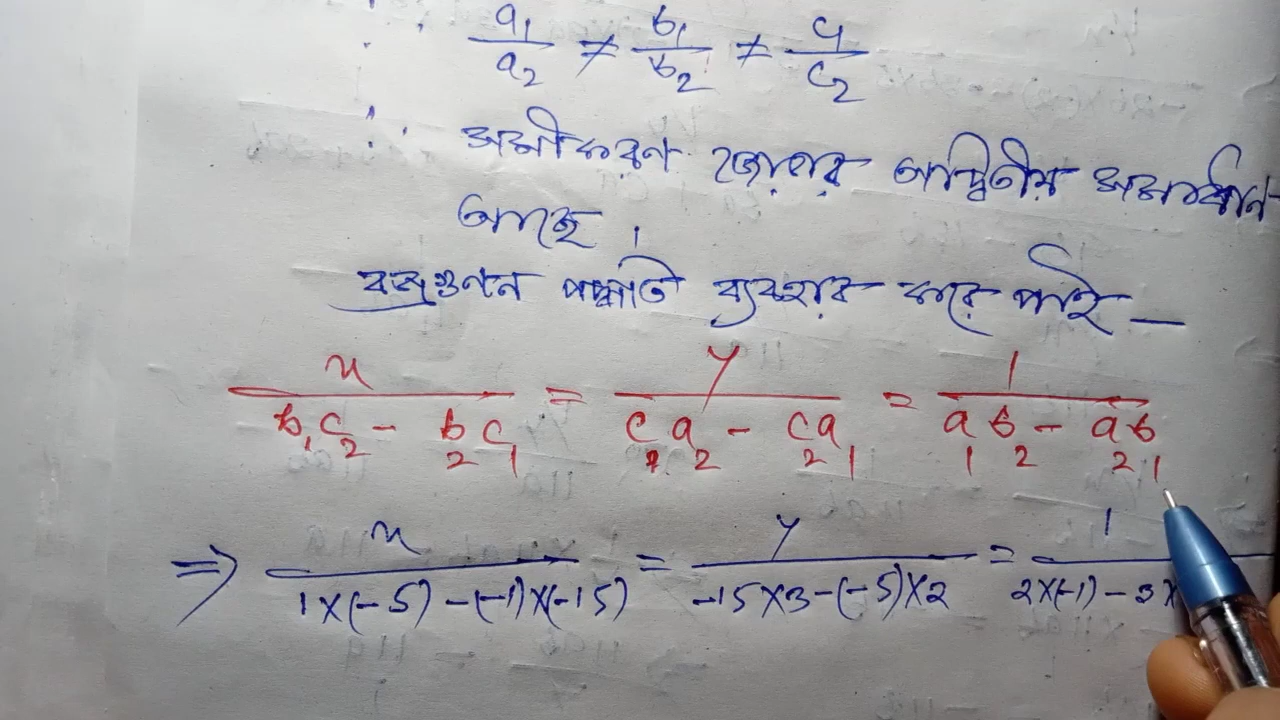 ∴ a₁/a₂ ≠ b₁/b₂ ≠ c₁/c₂
∴ সমীকরণ জোড়ার অদ্বিতীয় সমাধান
আছে।
বজ্রগুণন পদ্ধতি ব্যবহার করে পাই —
x/(b₁c₂ - b₂c₁) = y/(c₁a₂ - c₂a₁) = 1/(a₁b₂ - a₂b₁)
⇒ x/(1×(-5) - (-1)×(-15)) = y/(-15×3 - (-5)×2) = 1/(2×(-1) - 3×